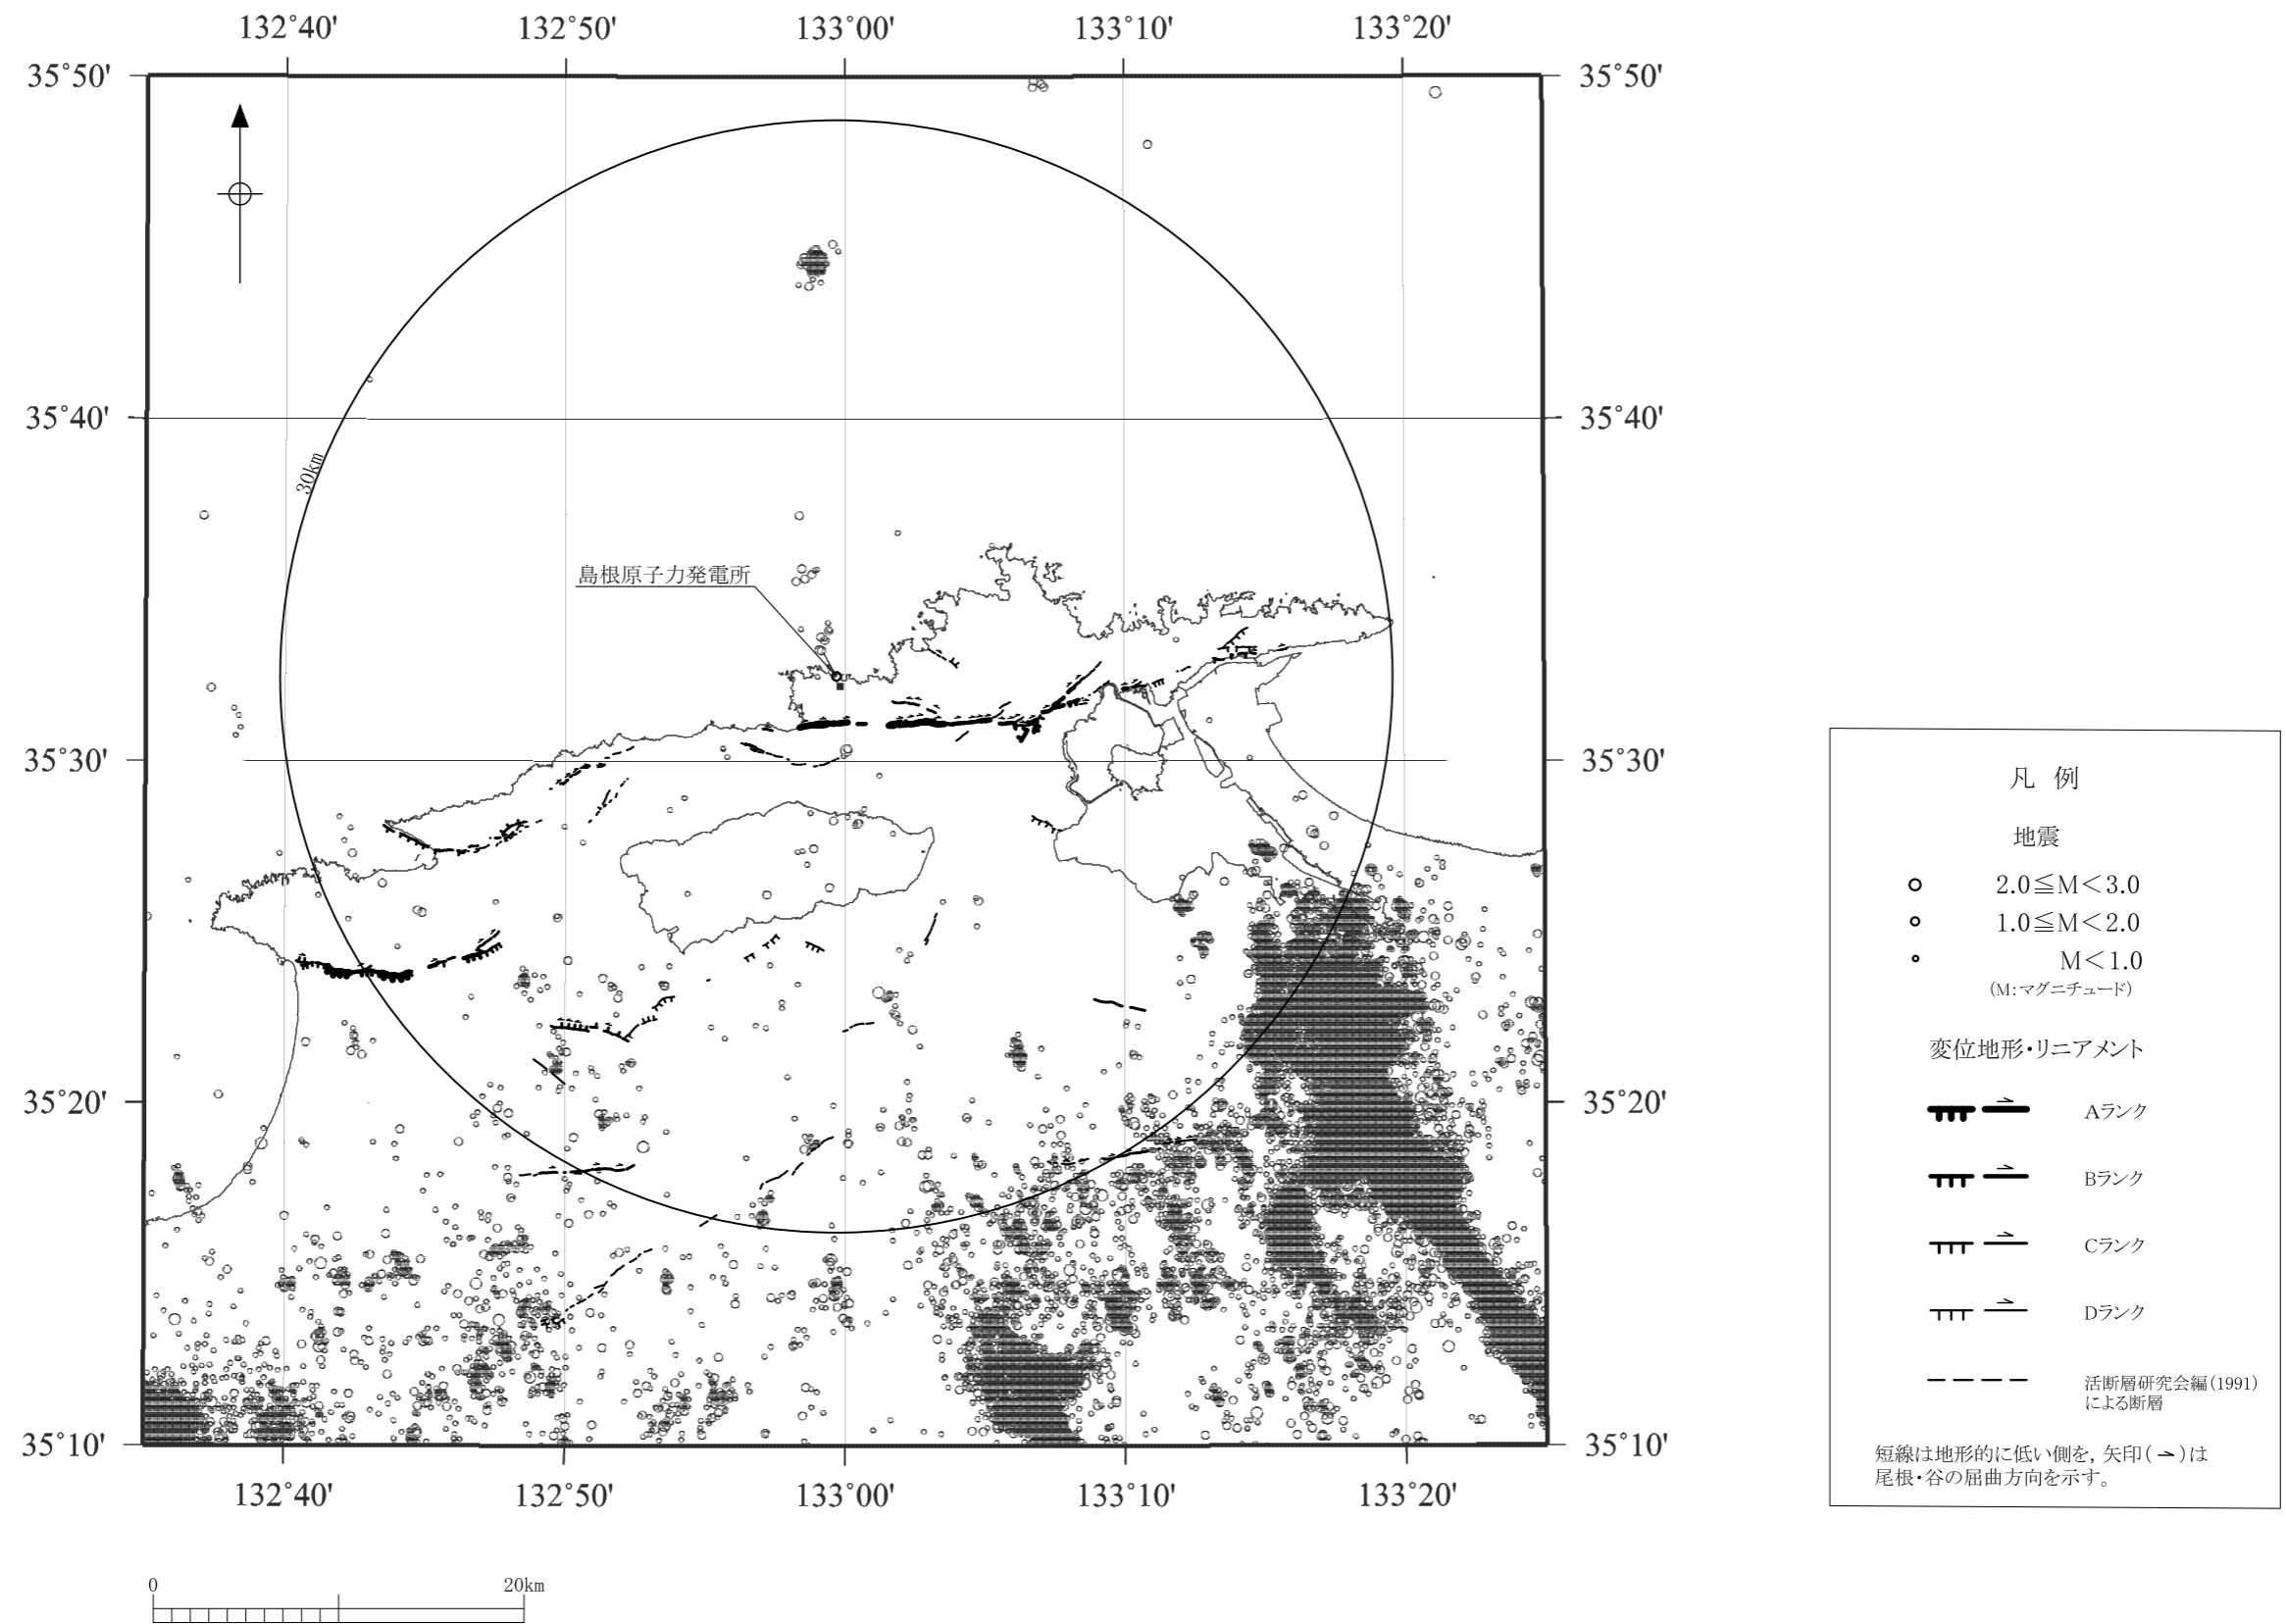 132°40' 132°50' 133°00' 133°10' 133°20'
35°50' 35°50'
35°40' 35°40'
30km
島根原子力発電所
35°30' 35°30'
35°20' 35°20'
35°10' 35°10'
132°40' 132°50' 133°00' 133°10' 133°20'
0 20km
凡 例
地震
2.0≦M<3.0
1.0≦M<2.0
M<1.0
(M:マグニチュード)
変位地形・リニアメント
Aランク
Bランク
Cランク
Dランク
活断層研究会編(1991)
による断層
短線は地形的に低い側を, 矢印(⇀)は
尾根・谷の屈曲方向を示す。